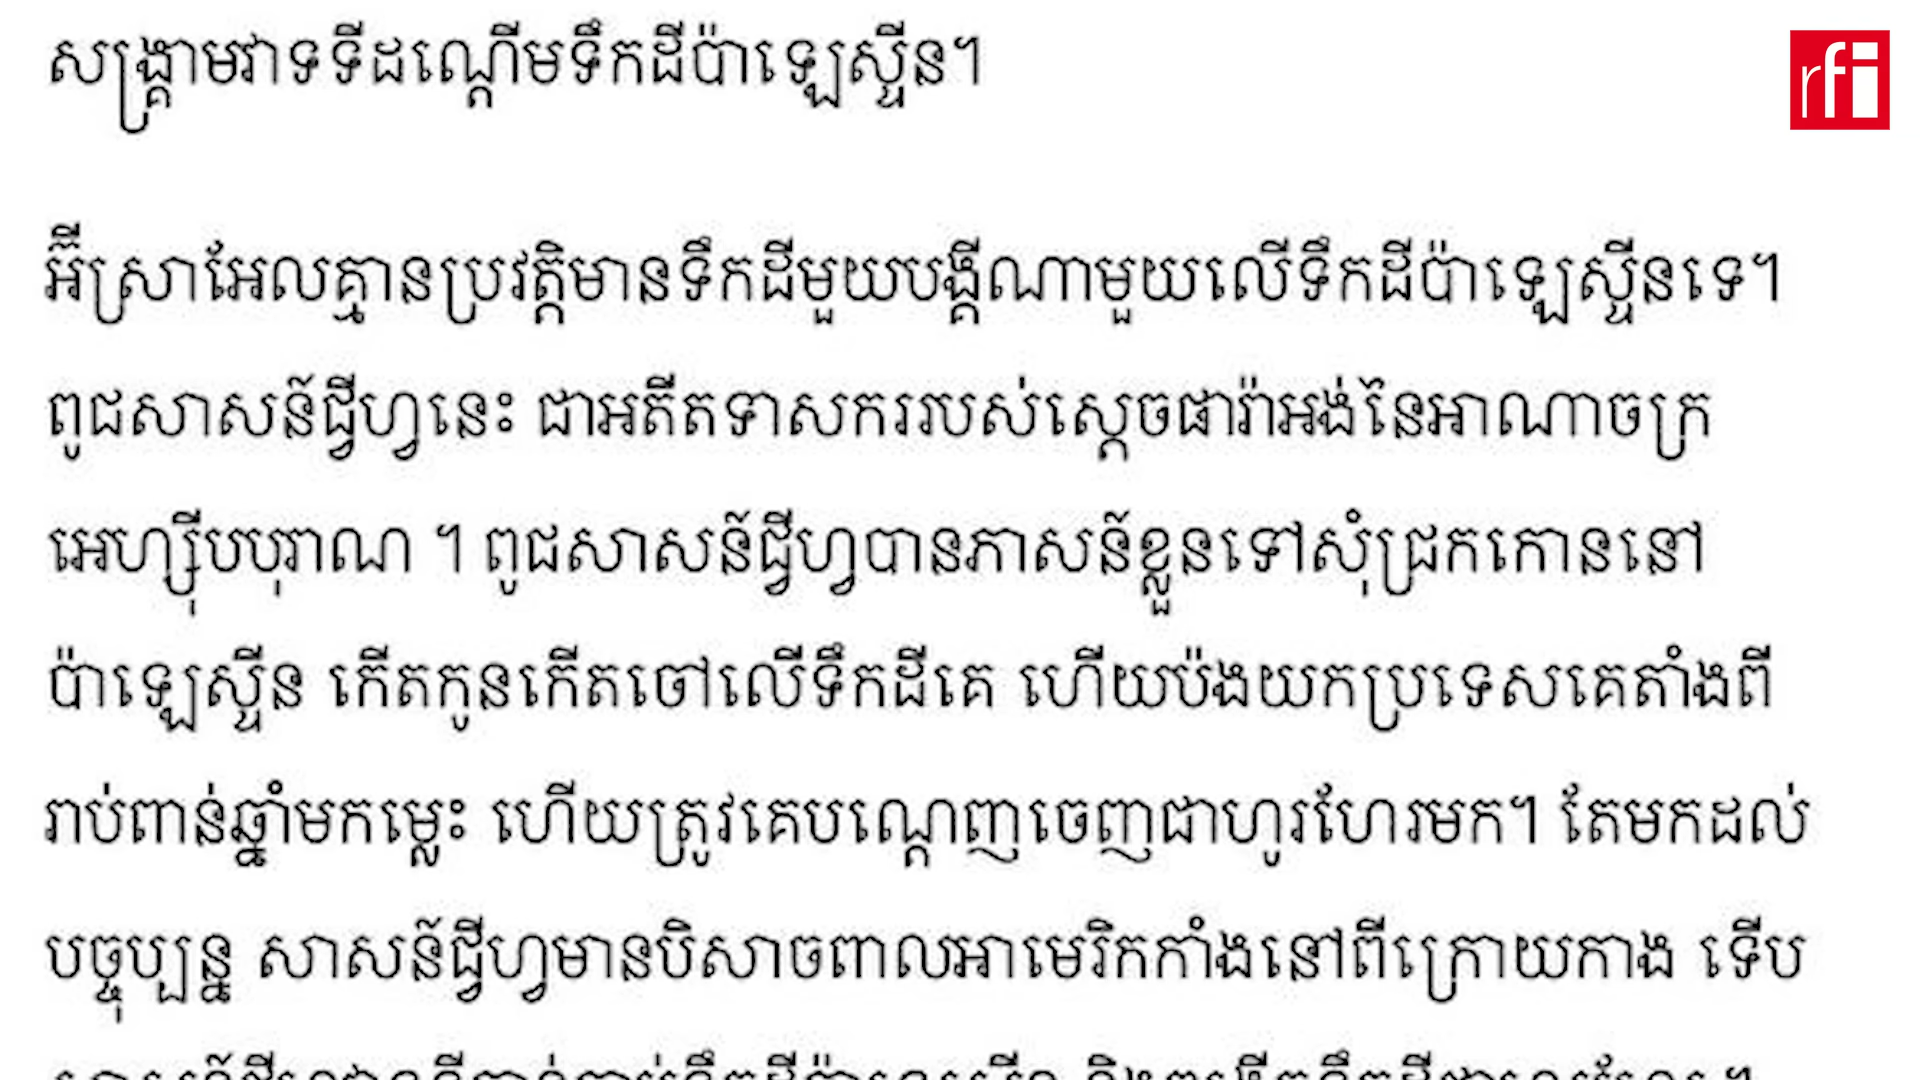 សង្គ្រាមវាទទីដណ្ដើមទឹកដីប៉ាឡេស្ទីន។
rfi
អ៊ីស្រាអែលគ្មានប្រវត្តិមានទឹកដីមួយបង្គីណាមួយលើទឹកដីប៉ាឡេស្ទីនទេ។
ពូជសាសន៍ជ្វីហ្វនេះ ជាអតីតទាសកររបស់ស្ដេចផារ៉ាអង់នៃអាណាចក្រ
អេហ្ស៊ីបបុរាណ ។ ពូជសាសន៍ជ្វីហ្វបានភាសន៍ខ្លួនទៅសុំជ្រកកោននៅ
ប៉ាឡេស្ទីន កើតកូនកើតចៅលើទឹកដីគេ ហើយប៉ងយកប្រទេសគេតាំងពី
រាប់ពាន់ឆ្នាំមកម្ល៉េះ ហើយត្រូវគេបណ្ដេញចេញជាហូរហែរមក។ តែមកដល់
បច្ចុប្បន្ន សាសន៍ជ្វីហ្វមានបិសាចពាលអាមេរិកកាំងនៅពីក្រោយកាង ទើប